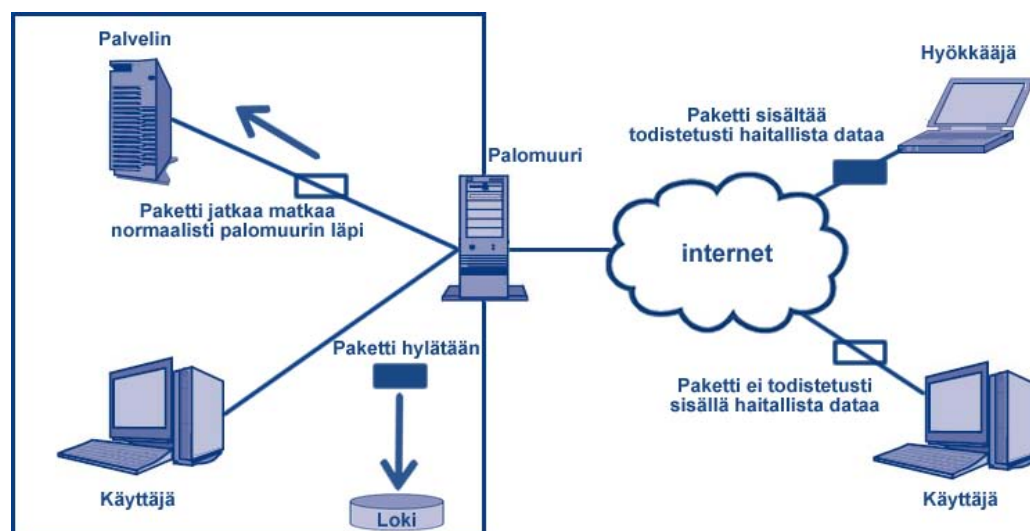 Palvelin
Hyökkääjä
Paketti sisältää
todistetusti haitallista dataa
Palomuuri
Paketti jatkaa matkaa
normaalisti palomuurin läpi
internet
Paketti hylätään
Paketti ei todistetusti
sisällä haitallista dataa
Käyttäjä
Loki
Käyttäjä